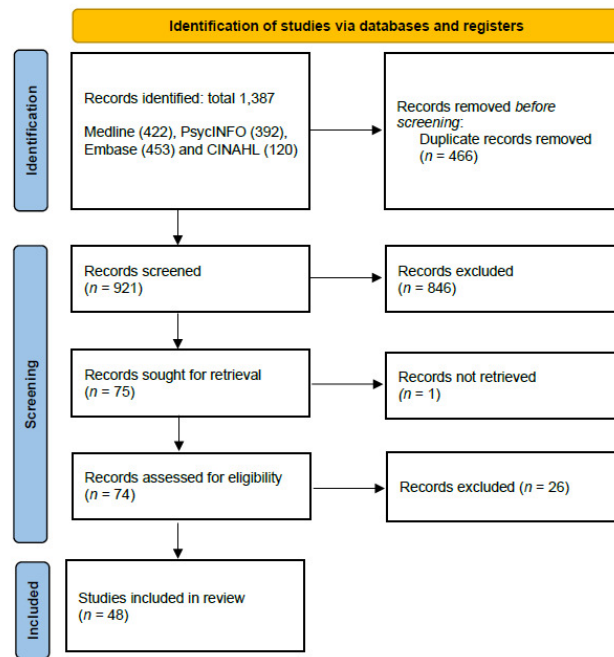 Identification of studies via databases and registers
Identification
Records identified: total 1,387
Medline (422), PsycINFO (392),
Embase (453) and CINAHL (120)
Records removed before
screening:
Duplicate records removed
(n = 466)
Screening
Records screened
(n = 921)
Records excluded
(n = 846)
Records sought for retrieval
(n = 75)
Records not retrieved
(n = 1)
Records assessed for eligibility
(n = 74)
Records excluded (n = 26)
Included
Studies included in review
(n = 48)